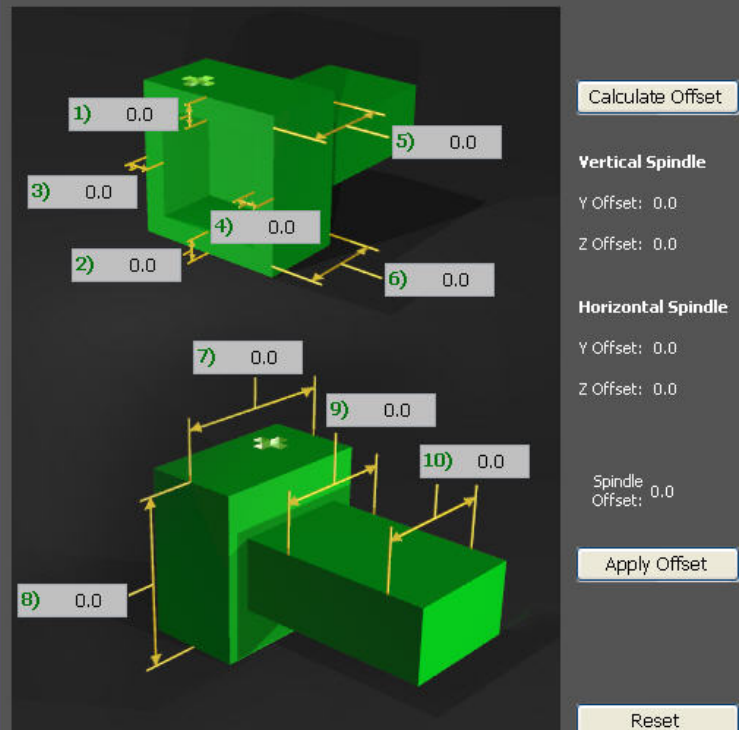 1) 0.0
5) 0.0
3) 0.0
4) 0.0
2) 0.0
6) 0.0
7) 0.0
9) 0.0
10) 0.0
8) 0.0
Calculate Offset
Vertical Spindle
Y Offset: 0.0
Z Offset: 0.0
Horizontal Spindle
Y Offset: 0.0
Z Offset: 0.0
Spindle
Offset: 0.0
Apply Offset
Reset